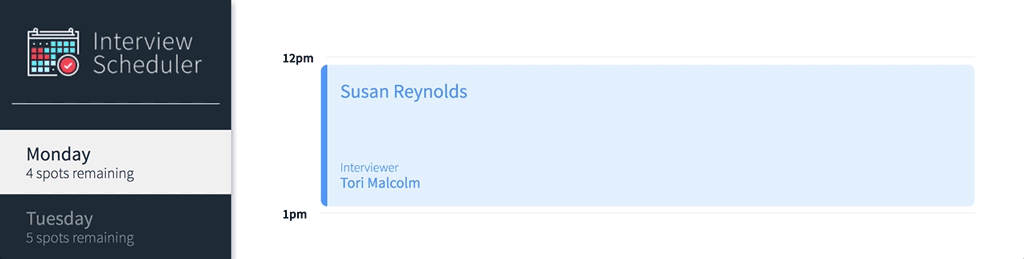 Interview
Scheduler
Monday
4 spots remaining
Tuesday
5 spots remaining
12pm
Susan Reynolds
Interviewer
Tori Malcolm
1pm